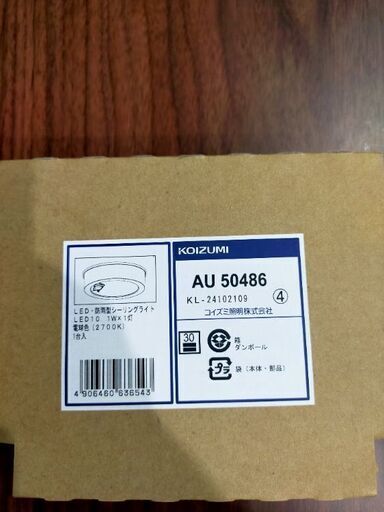 KOIZUMI
AU 50486
KL-24102109
④
コイズミ照明株式会社
LED・防雨型シーリングライト
LED10.1W×1灯
電球色(2700K)
1台入
4 906460 636543
30
箱
ダンボール
プラ
袋(本体・部品)